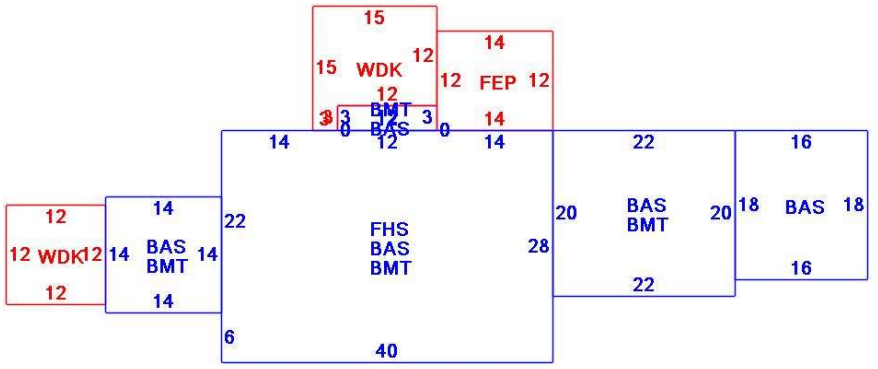 15
14
15 WDK 12
12 FEP 12
12
3 3 3 BMT 12 3
14
0 BAS 0
14 12 14 22 16
12 14
22
20 BAS 20
18 BAS 18
12 WDK 12
14 BAS 14
BMT
FHS
BAS
BMT
28
BMT
12 14
22
16
6
40